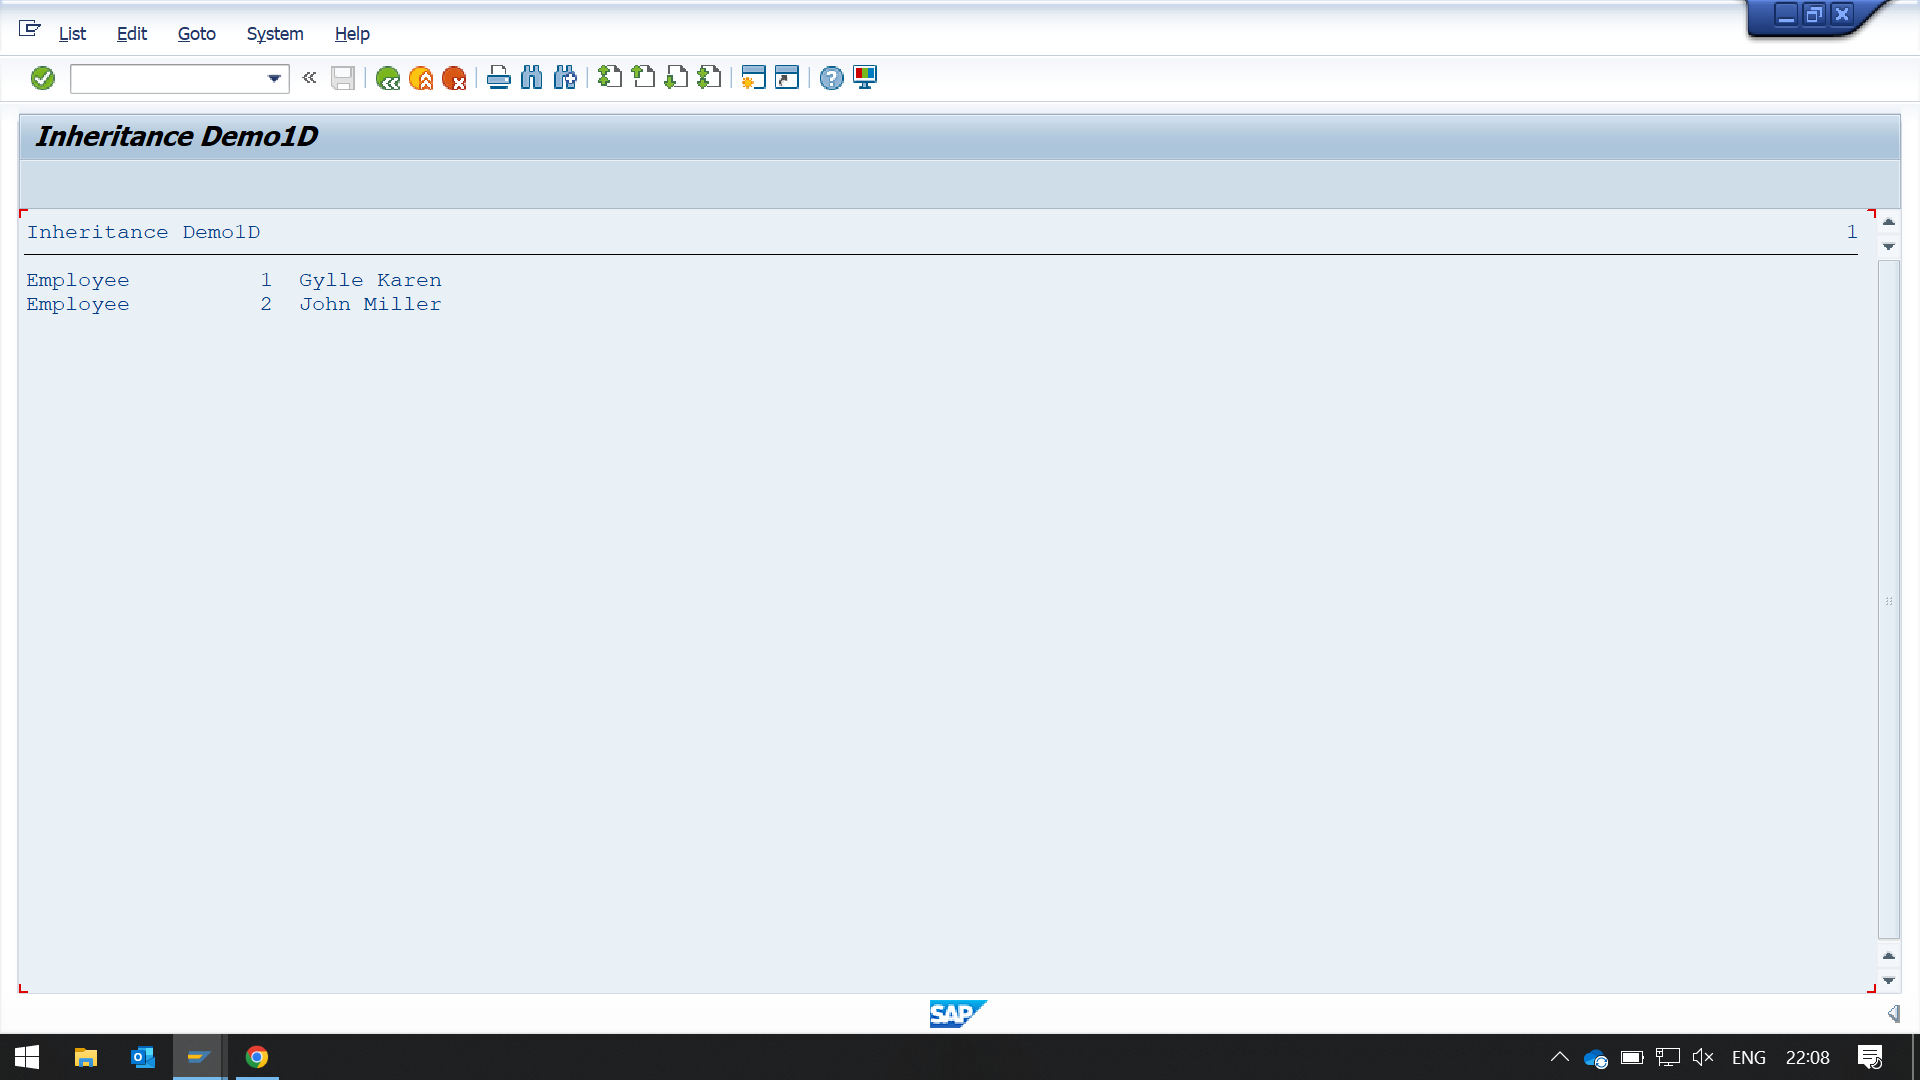 List Edit Goto System Help
Inheritance Demo1D
Inheritance Demo1D 1
Employee 1 Gylle Karen
Employee 2 John Miller
SAP
ENG 22:08